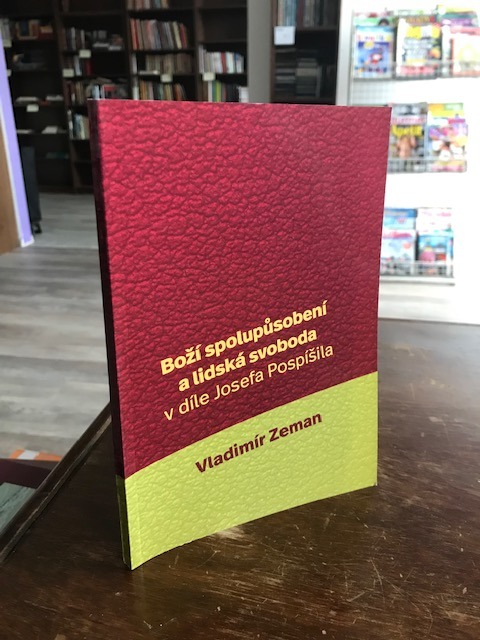 Boží spolupůsobení
a lidská svoboda
v díle Josefa Pospíšila
Vladimír Zeman